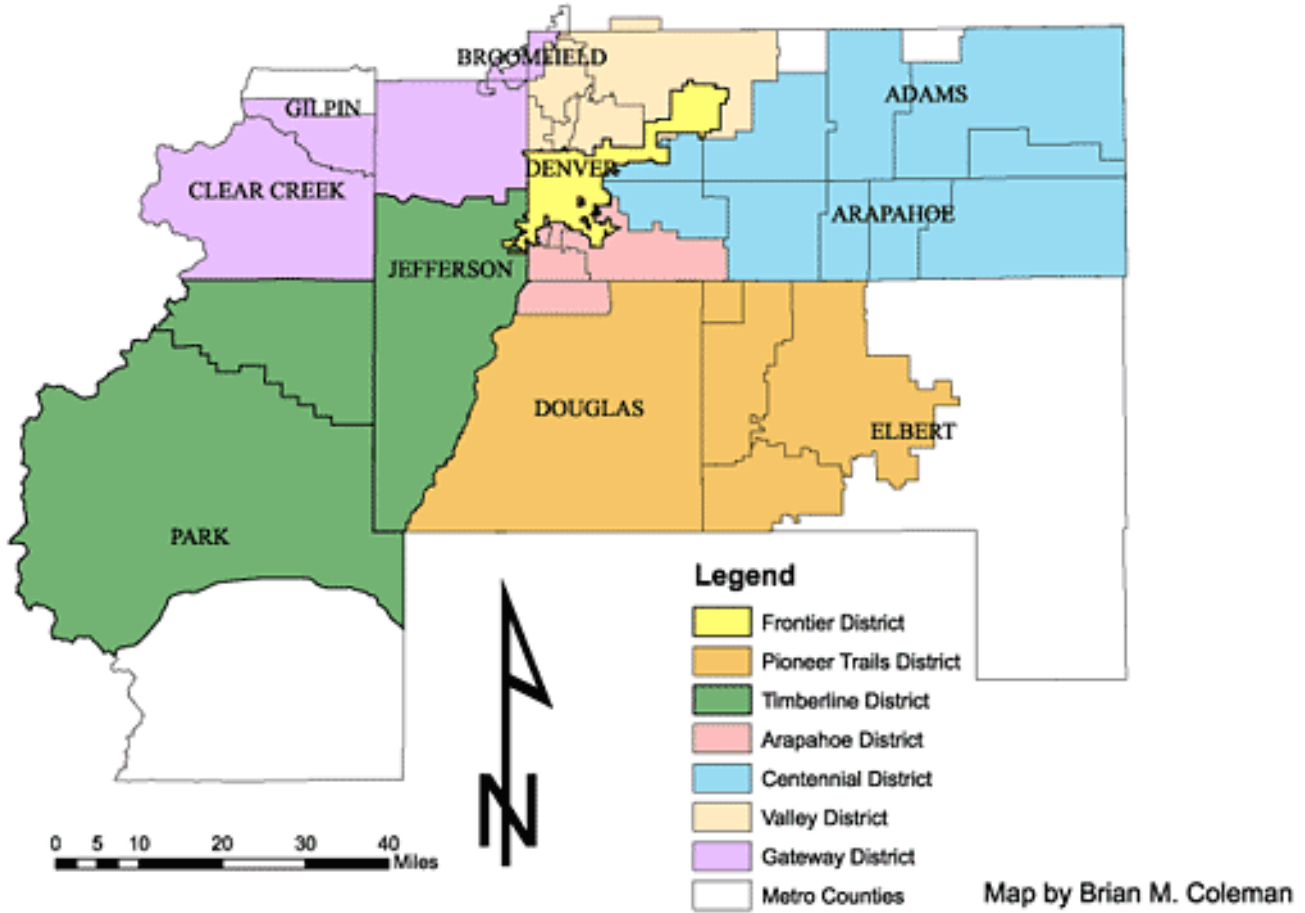 BROOMFIELD
GILPIN
ADAMS
DENVER
CLEAR CREEK
ARAPAHOE
JEFFERSON
DOUGLAS
ELBERT
PARK
Legend
Frontier District
Pioneer Trails District
Timberline District
Arapahoe District
Centennial District
Valley District
Gateway District
Metro Counties
N
0 5 10 20 30 40
Miles
Map by Brian M. Coleman